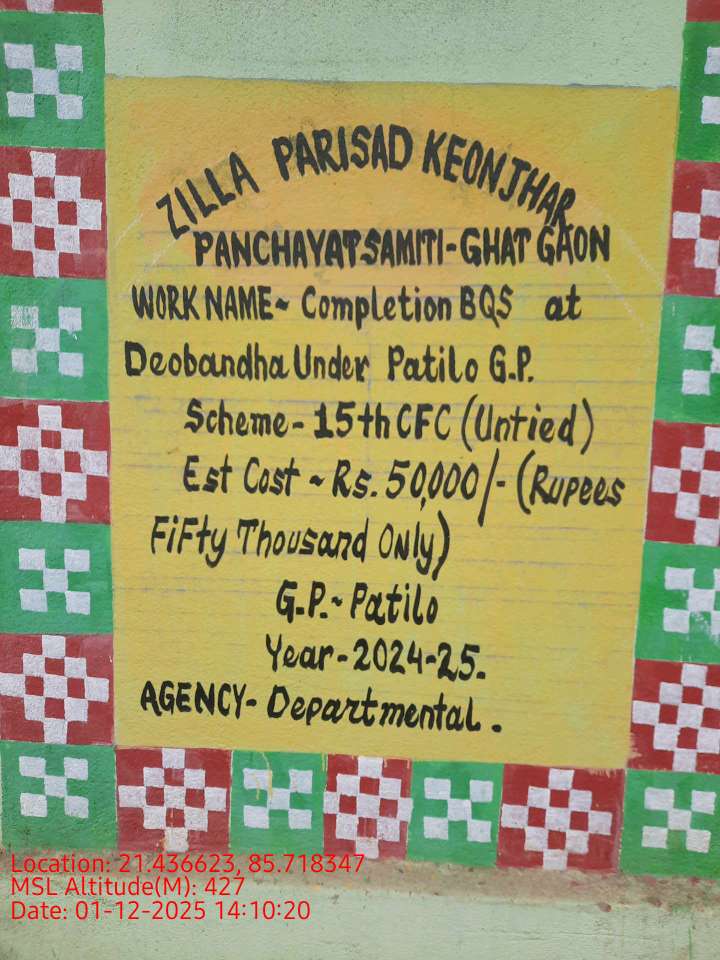 ZILLA PARISAD KEONJHAR
PANCHAYATSAMITI-GHAT GAON
WORK NAME~ Completion BQS at
Deobandha Under Patilo G.P.
Scheme-15th CFC (Untied)
Est Cost ~ Rs. 50,000/- (Rupees
FiFty Thousand Only)
G.P.~ Patilo
Year-2024-25.
AGENCY- Departmental.
Location: 21.436623, 85.718347
MSL Altitude(M): 427
Date: 01-12-2025 14:10:20